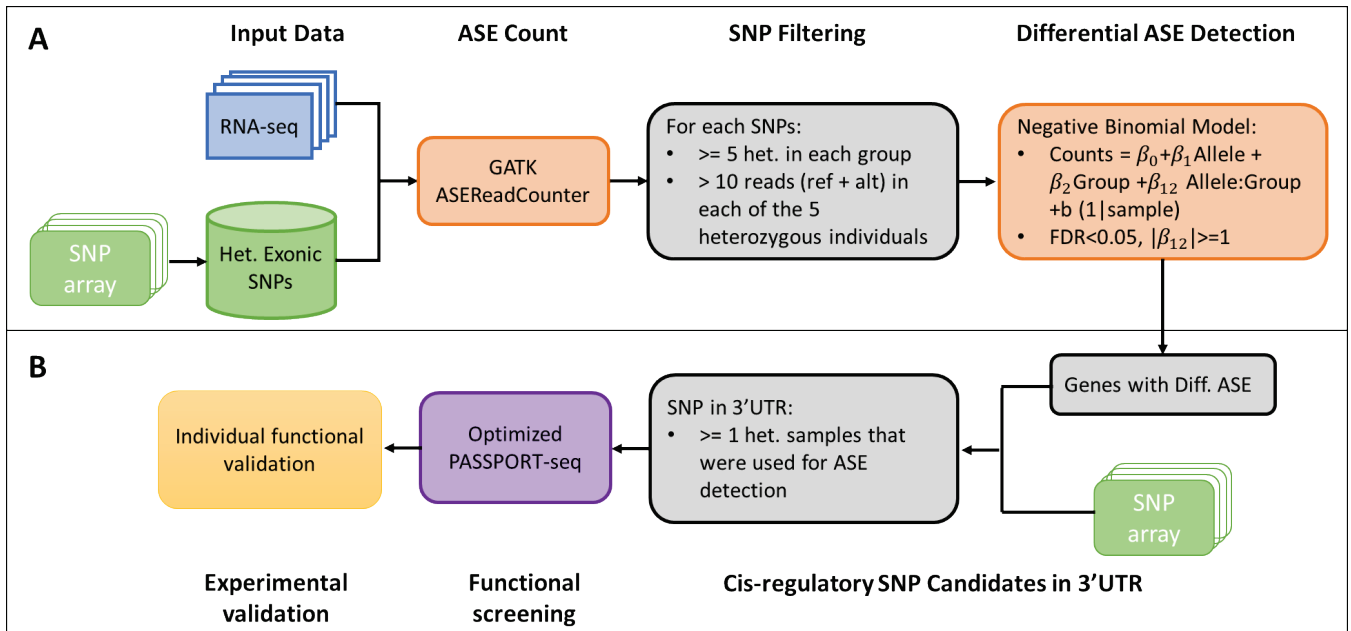 A
Input Data
ASE Count
SNP Filtering
Differential ASE Detection
RNA-seq
SNP
array
Het. Exonic
SNPs
GATK
ASEReadCounter
For each SNPs:
• >= 5 het. in each group
• > 10 reads (ref + alt) in
each of the 5
heterozygous individuals
Negative Binomial Model:
• Counts = β0+β1Allele +
β2Group +β12 Allele:Group
+b (1|sample)
• FDR<0.05, |β12|>=1
B
Genes with Diff. ASE
SNP
array
SNP in 3’UTR:
• >= 1 het. samples that
were used for ASE
detection
Optimized
PASSPORT-seq
Individual functional
validation
Experimental
validation
Functional
screening
Cis-regulatory SNP Candidates in 3’UTR